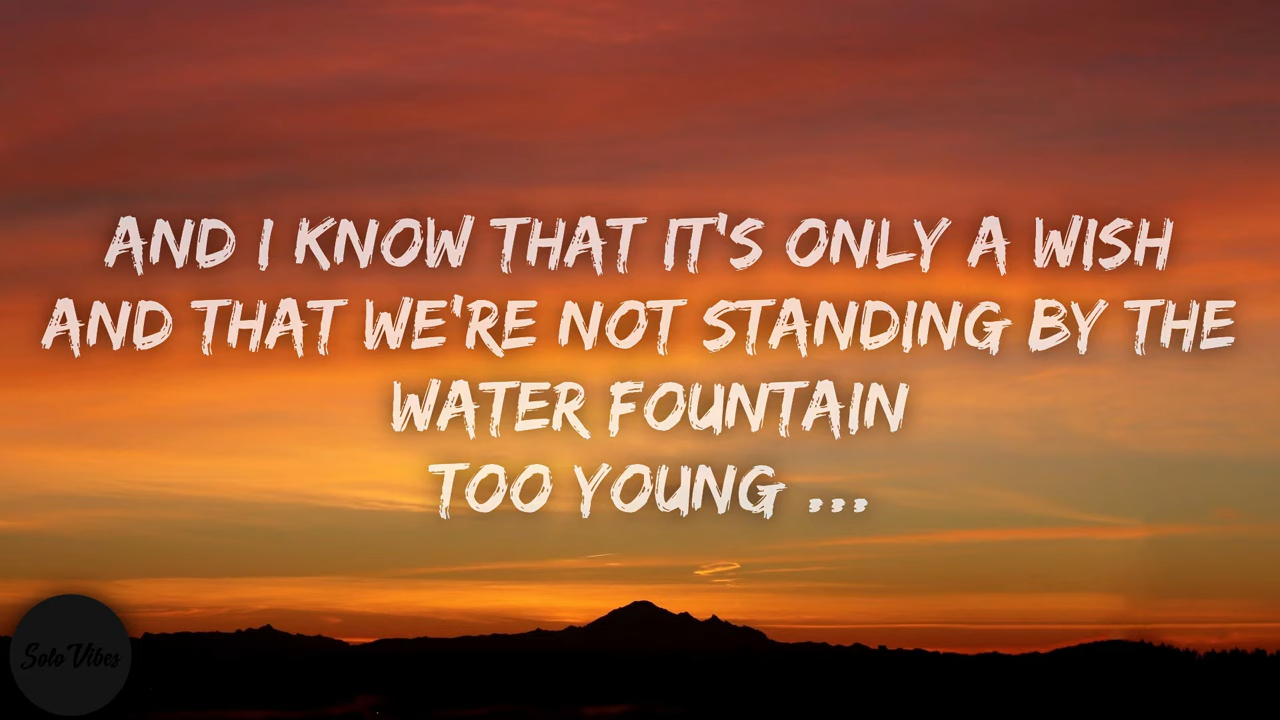 AND I KNOW THAT IT'S ONLY A WISH
AND THAT WE'RE NOT STANDING BY THE
WATER FOUNTAIN
TOO YOUNG ...
Solo Vibes